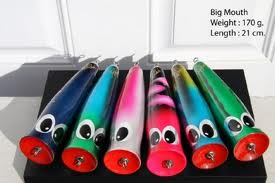 Big Mouth
Weight : 170 g.
Length : 21 cm.